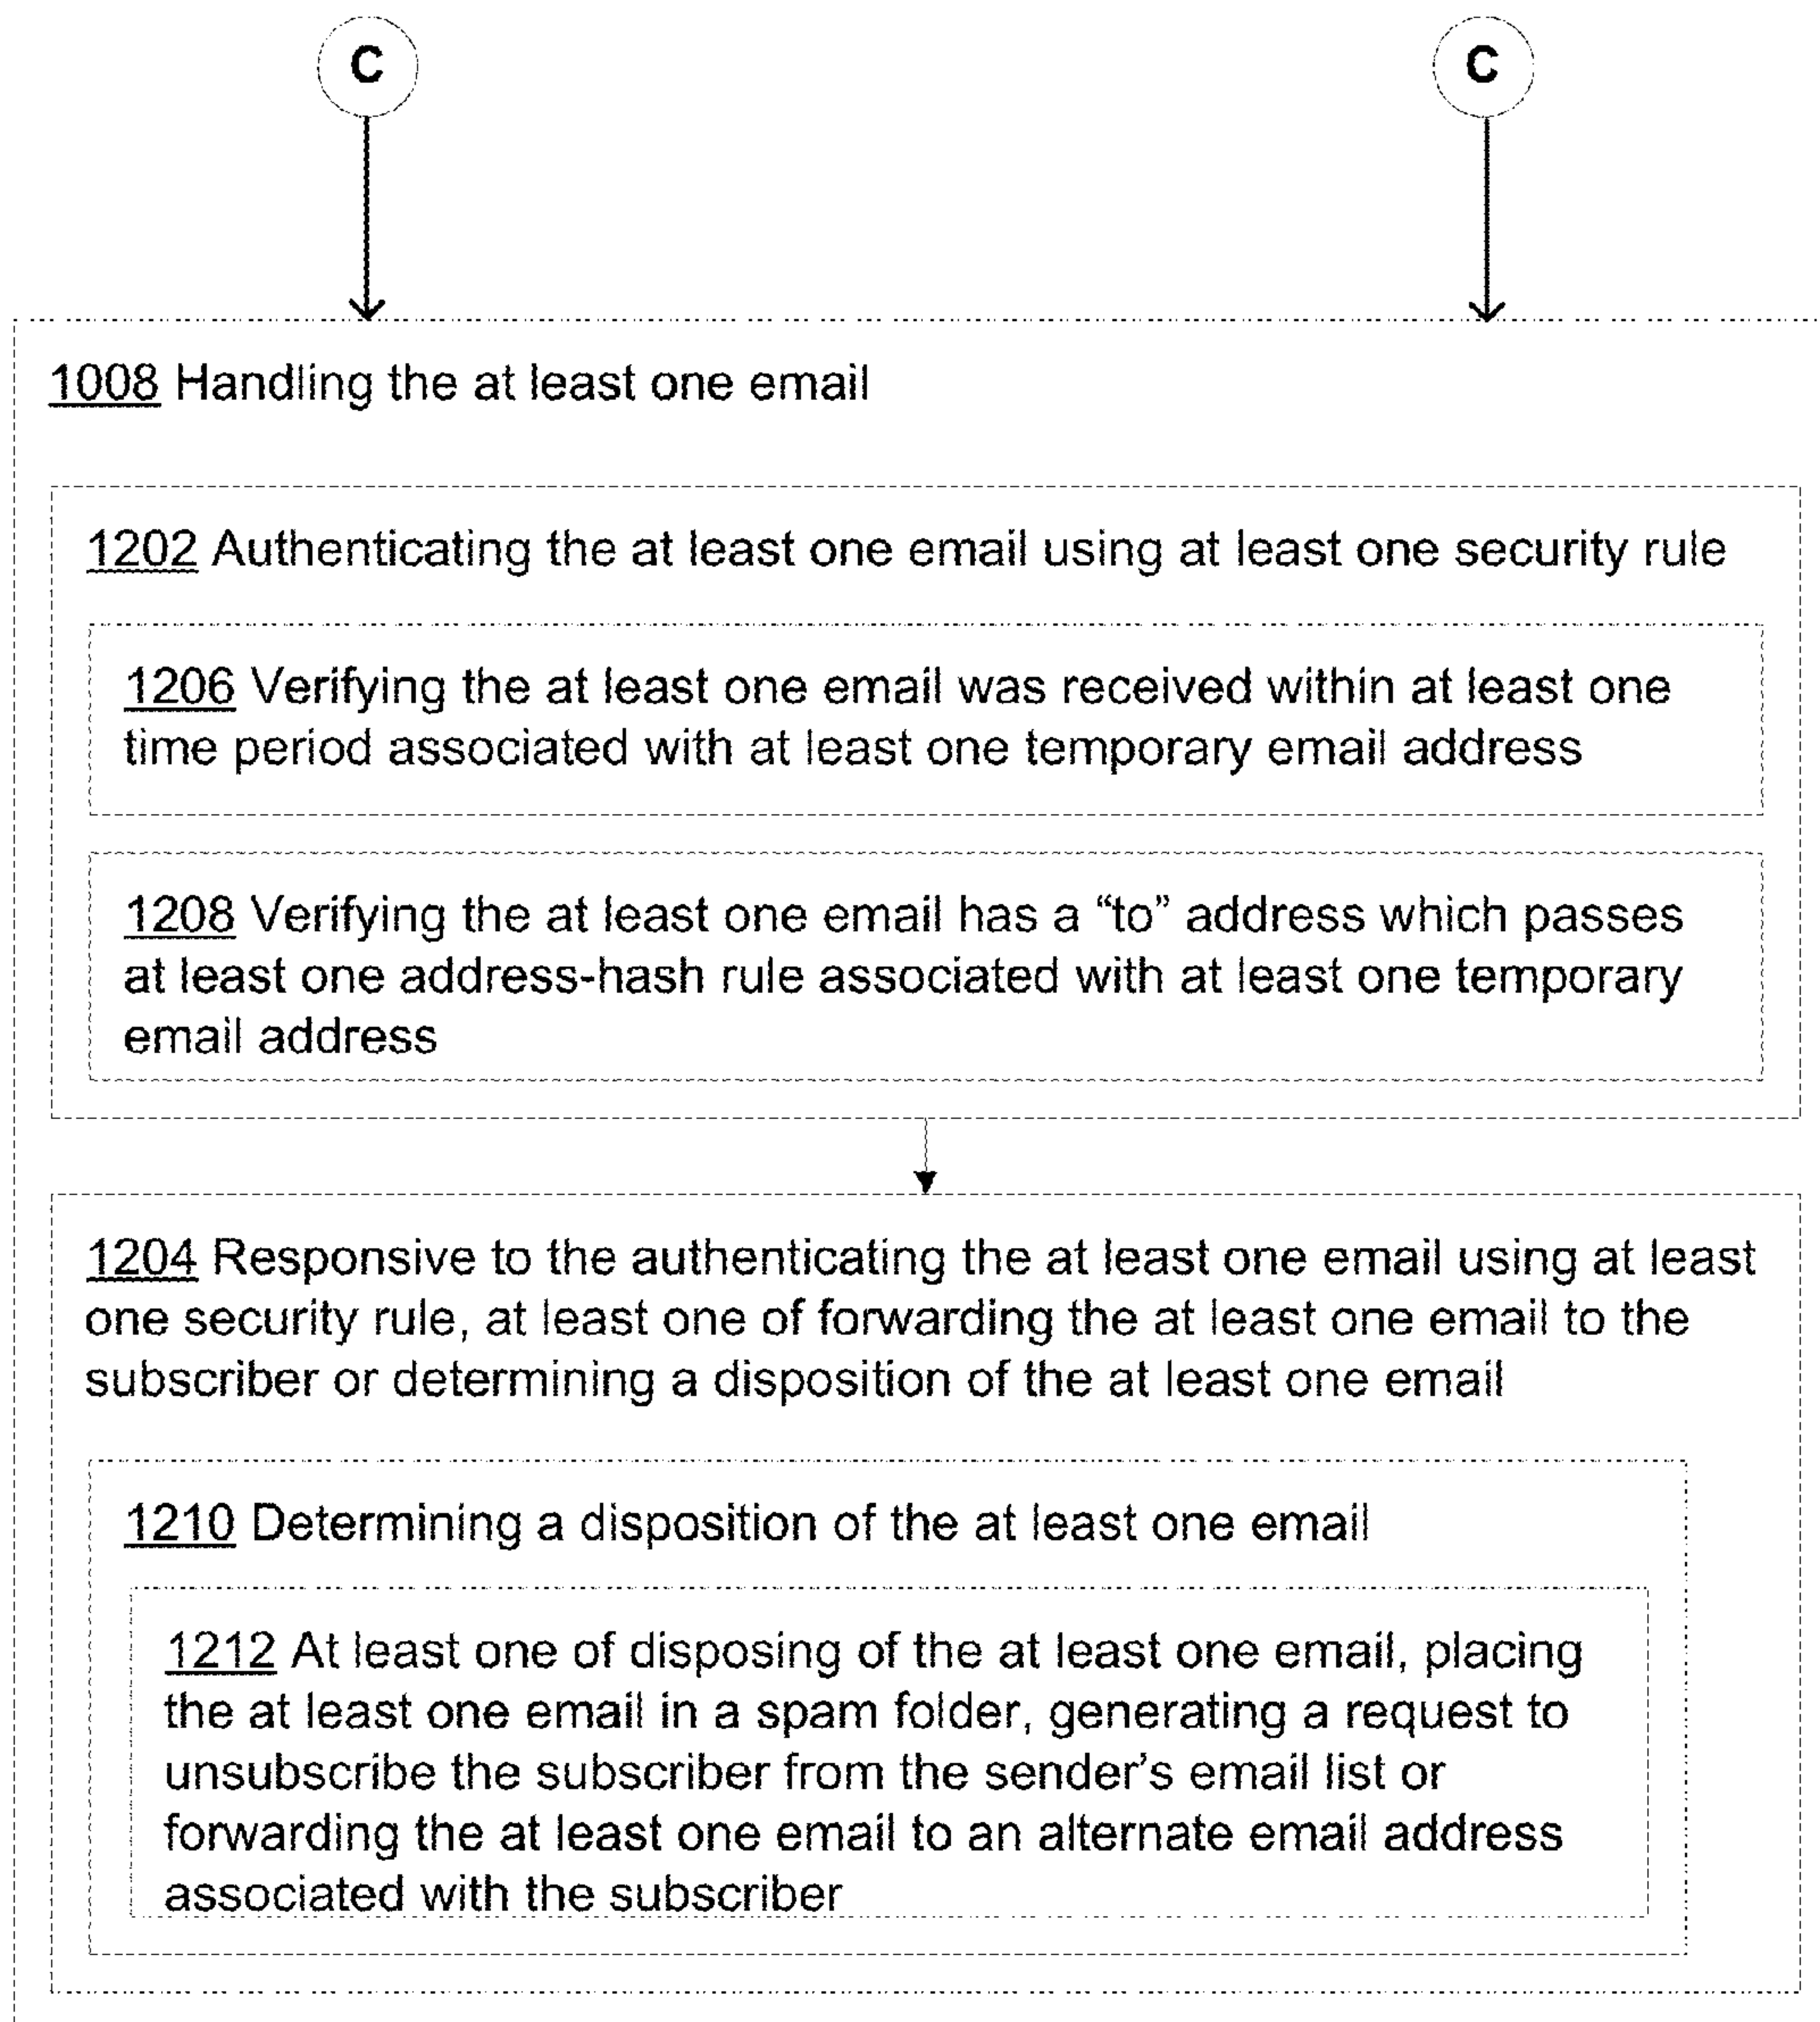 C
C
1008 Handling the at least one email
1202 Authenticating the at least one email using at least one security rule
1206 Verifying the at least one email was received within at least one
time period associated with at least one temporary email address
1208 Verifying the at least one email has a “to” address which passes
at least one address-hash rule associated with at least one temporary
email address
1204 Responsive to the authenticating the at least one email using at least
one security rule, at least one of forwarding the at least one email to the
subscriber or determining a disposition of the at least one email
1210 Determining a disposition of the at least one email
1212 At least one of disposing of the at least one email, placing
the at least one email in a spam folder, generating a request to
unsubscribe the subscriber from the sender’s email list or
forwarding the at least one email to an alternate email address
associated with the subscriber